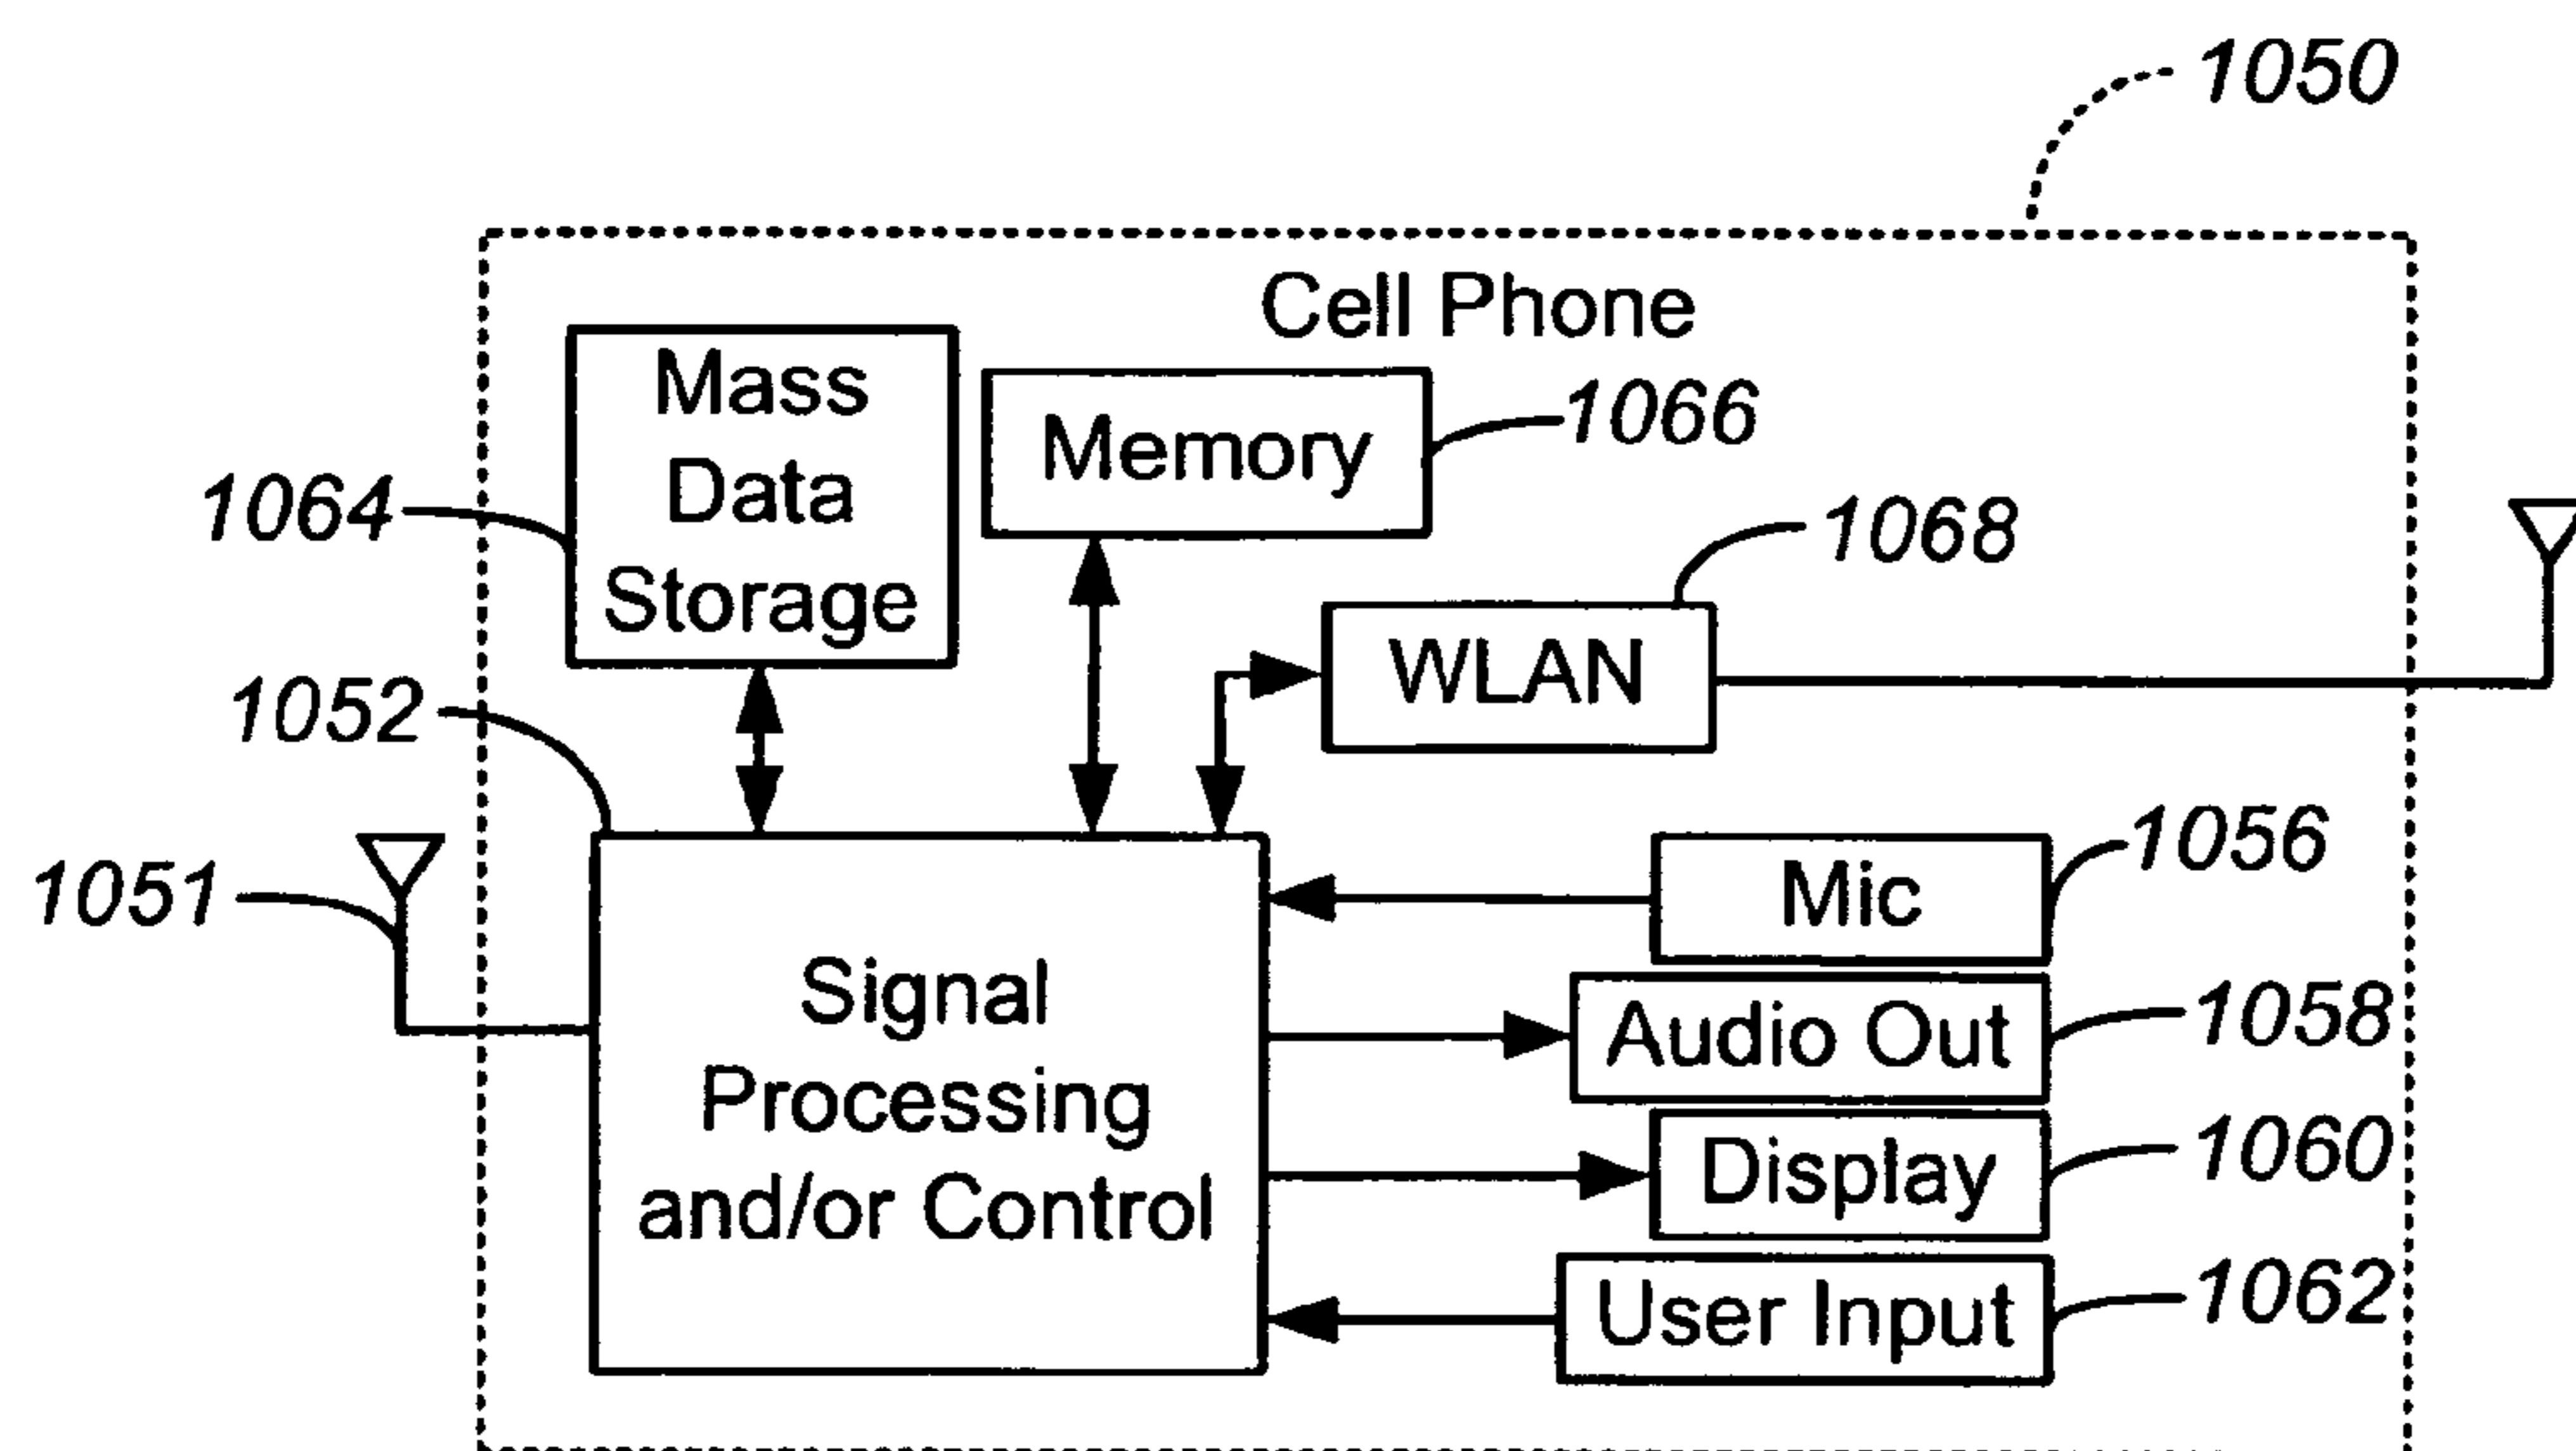 1050
Cell Phone
Mass
Data
Storage
Memory
1066
1064
1068
WLAN
1052
1051
Mic
1056
Signal
Processing
and/or Control
Audio Out
1058
Display
1060
User Input
1062